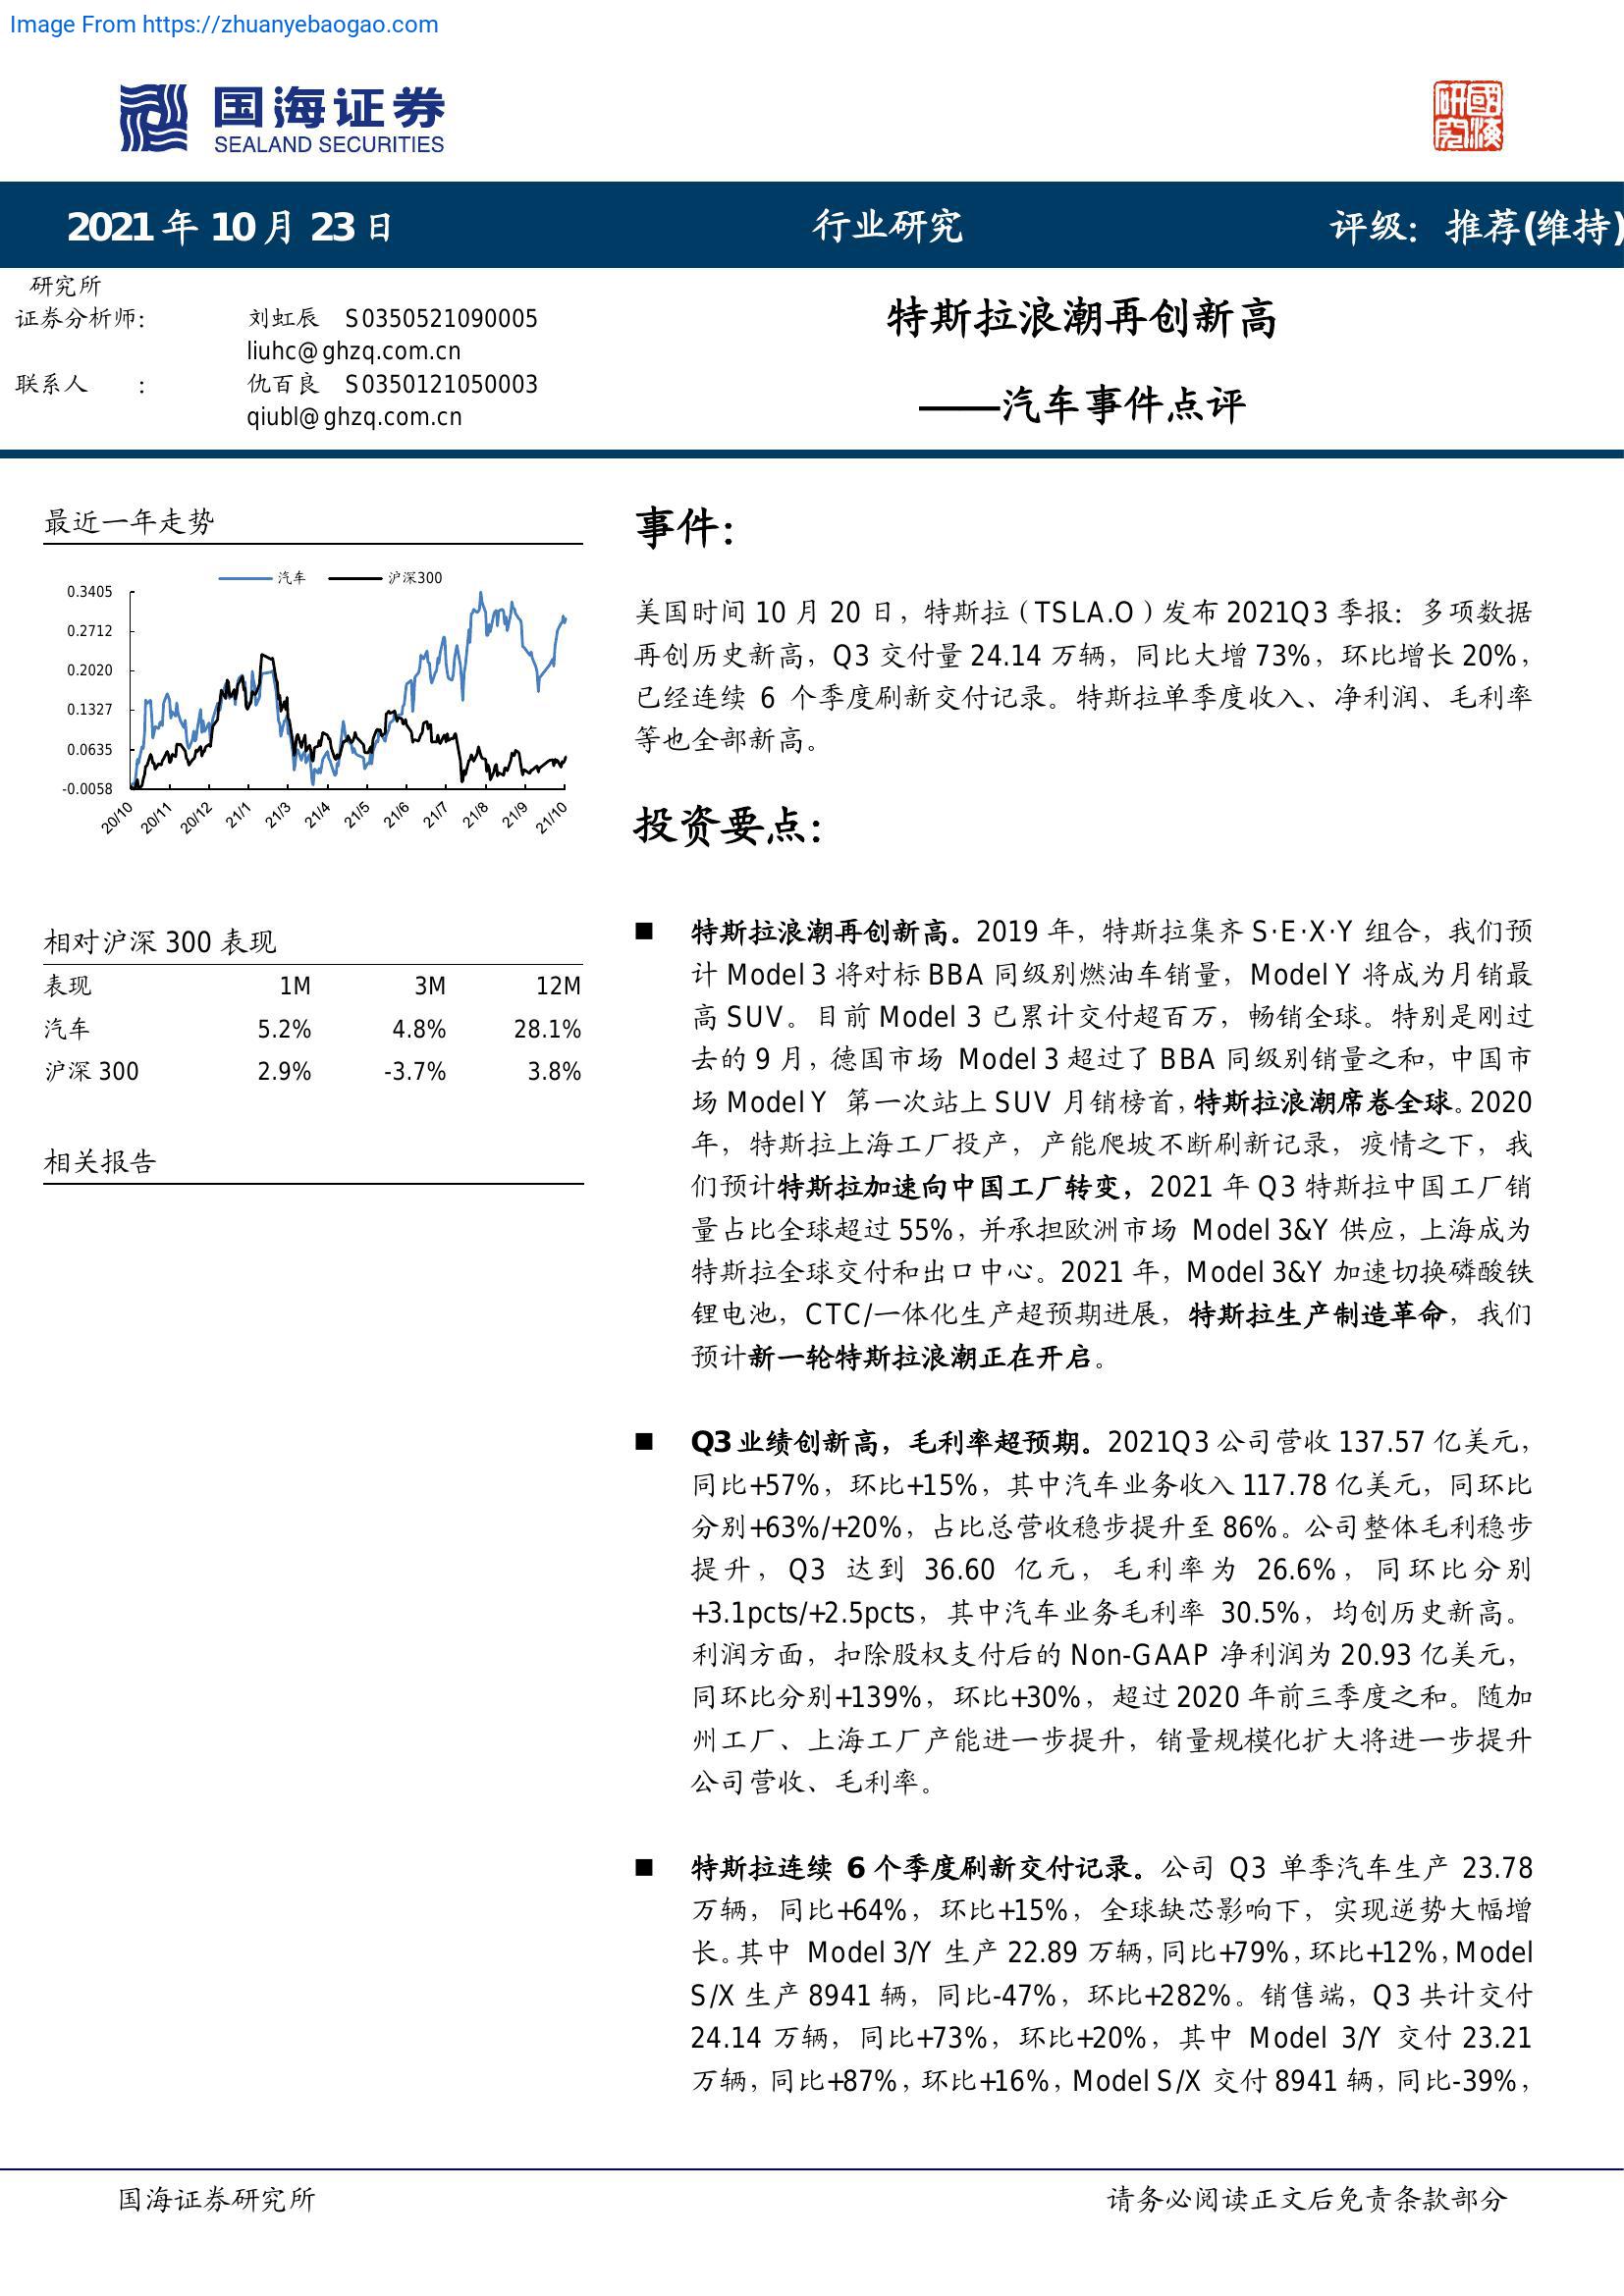 Image From https://zhuanyebaogao.com
国海证券
SEALAND SECURITIES
研國
究海
2021 年 10 月 23 日
行业研究
评级：推荐(维持)
研究所
证券分析师：
刘虹辰 S0350521090005
liuhc@ghzq.com.cn
联系人 ：
仇百良 S0350121050003
qiubl@ghzq.com.cn
特斯拉浪潮再创新高
——汽车事件点评
最近一年走势
汽车 沪深300
0.3405
0.2712
0.2020
0.1327
0.0635
-0.0058
20/10 20/11 20/12 21/1 21/3 21/4 21/5 21/6 21/7 21/8 21/9 21/10
相对沪深 300 表现
表现 1M 3M 12M
汽车 5.2% 4.8% 28.1%
沪深 300 2.9% -3.7% 3.8%
相关报告
事件：
美国时间 10 月 20 日，特斯拉（TSLA.O）发布 2021Q3 季报：多项数据
再创历史新高，Q3 交付量 24.14 万辆，同比大增 73%，环比增长 20%，
已经连续 6 个季度刷新交付记录。特斯拉单季度收入、净利润、毛利率
等也全部新高。
投资要点：
■ 特斯拉浪潮再创新高。2019 年，特斯拉集齐 S·E·X·Y 组合，我们预
计 Model 3 将对标 BBA 同级别燃油车销量，Model Y 将成为月销最
高 SUV。目前 Model 3 已累计交付超百万，畅销全球。特别是刚过
去的 9 月，德国市场 Model 3 超过了 BBA 同级别销量之和，中国市
场 Model Y 第一次站上 SUV 月销榜首，特斯拉浪潮席卷全球。2020
年，特斯拉上海工厂投产，产能爬坡不断刷新记录，疫情之下，我
们预计特斯拉加速向中国工厂转变，2021 年 Q3 特斯拉中国工厂销
量占比全球超过 55%，并承担欧洲市场 Model 3&Y 供应，上海成为
特斯拉全球交付和出口中心。2021 年，Model 3&Y 加速切换磷酸铁
锂电池，CTC/一体化生产超预期进展，特斯拉生产制造革命，我们
预计新一轮特斯拉浪潮正在开启。
■ Q3 业绩创新高，毛利率超预期。2021Q3 公司营收 137.57 亿美元，
同比+57%，环比+15%，其中汽车业务收入 117.78 亿美元，同环比
分别+63%/+20%，占比总营收稳步提升至 86%。公司整体毛利稳步
提升，Q3 达到 36.60 亿元，毛利率为 26.6%，同环比分别
+3.1pcts/+2.5pcts，其中汽车业务毛利率 30.5%，均创历史新高。
利润方面，扣除股权支付后的 Non-GAAP 净利润为 20.93 亿美元，
同环比分别+139%，环比+30%，超过 2020 年前三季度之和。随加
州工厂、上海工厂产能进一步提升，销量规模化扩大将进一步提升
公司营收、毛利率。
■ 特斯拉连续 6 个季度刷新交付记录。公司 Q3 单季汽车生产 23.78
万辆，同比+64%，环比+15%，全球缺芯影响下，实现逆势大幅增
长。其中 Model 3/Y 生产 22.89 万辆，同比+79%，环比+12%，Model
S/X 生产 8941 辆，同比-47%，环比+282%。销售端，Q3 共计交付
24.14 万辆，同比+73%，环比+20%，其中 Model 3/Y 交付 23.21
万辆，同比+87%，环比+16%，Model S/X 交付 8941 辆，同比-39%，
国海证券研究所
请务必阅读正文后免责条款部分